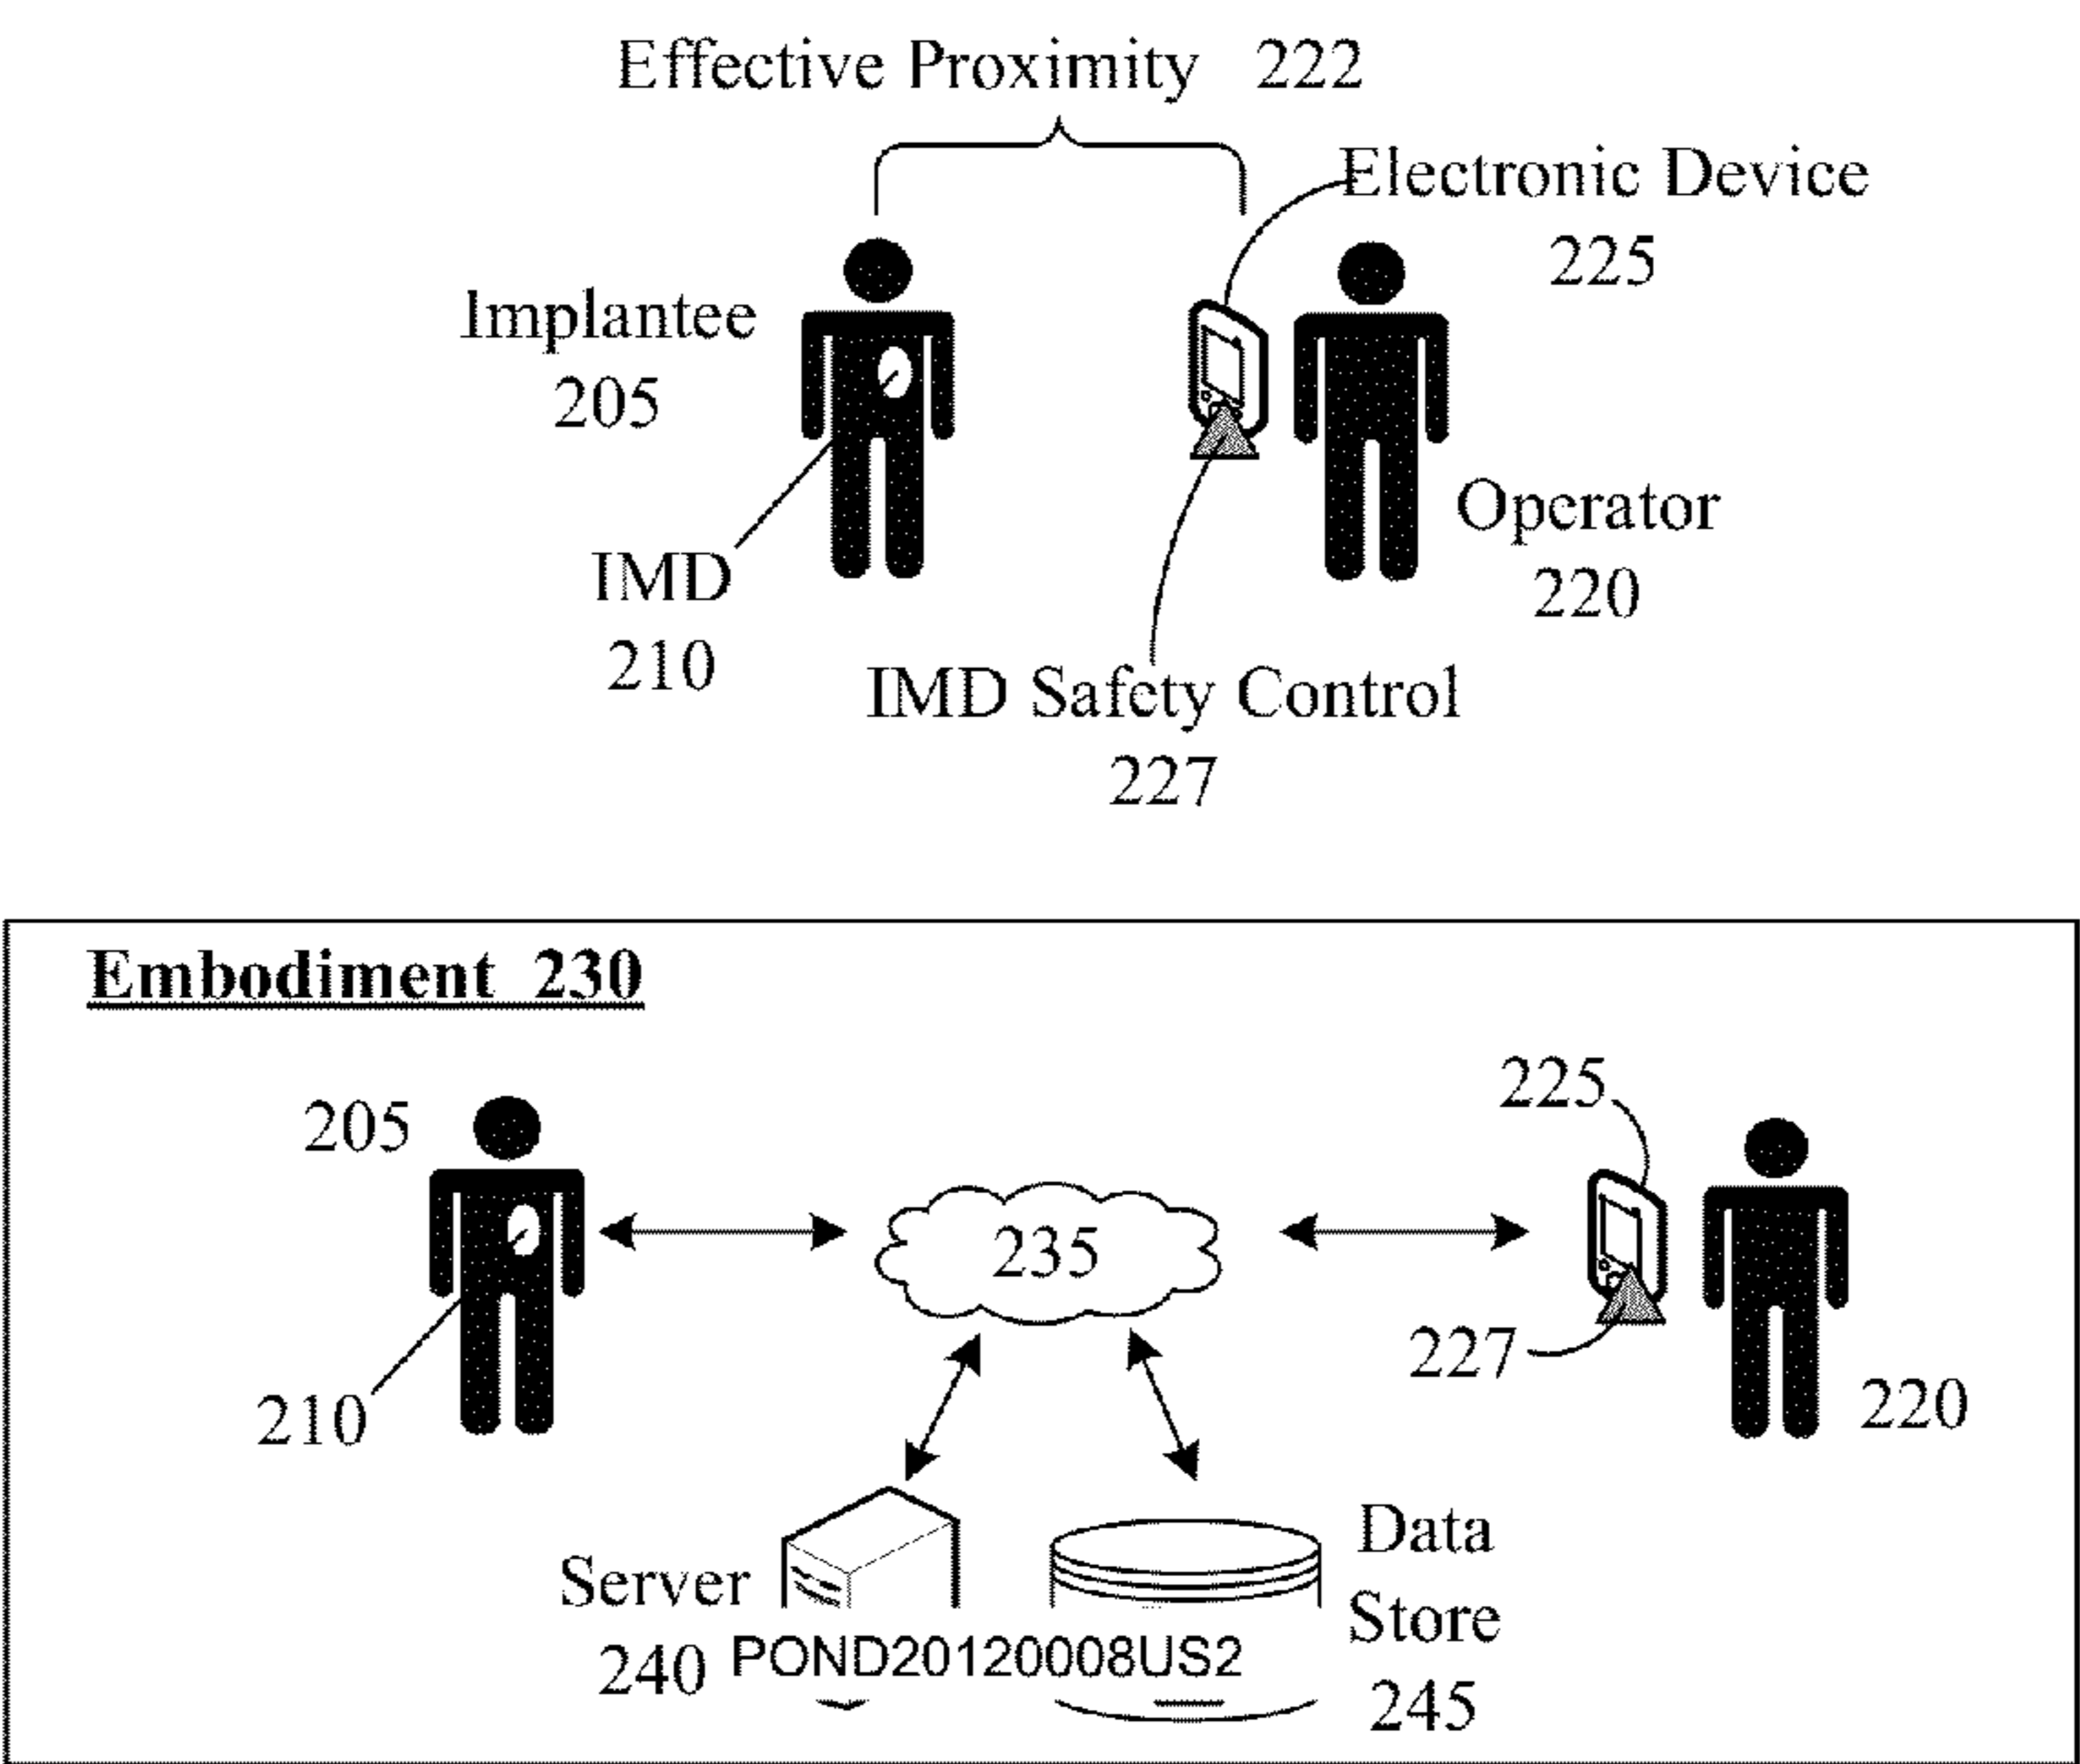 Effective Proximity 222
Electronic Device
225
Implantee
205
Operator
220
IMD
210
IMD Safety Control
227
Embodiment 230
205
225
235
227
210
220
Server
240
Data
Store
245
POND20120008US2